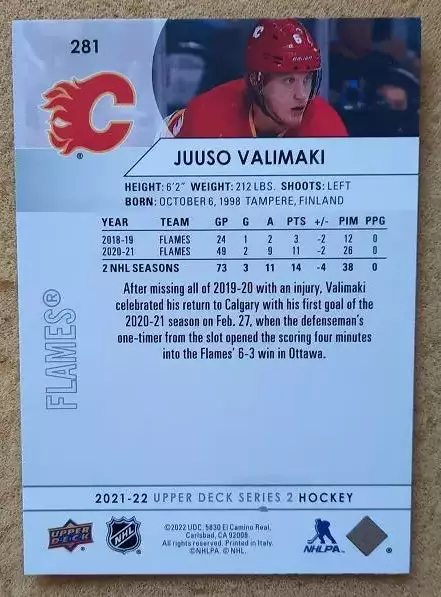 281
6
C
®
JUUSO VALIMAKI
HEIGHT: 6'2" WEIGHT: 212 LBS. SHOOTS: LEFT
BORN: OCTOBER 6, 1998 TAMPERE, FINLAND
YEAR TEAM GP G A PTS +/- PIM PPG
2018-19 FLAMES 24 1 2 3 -2 12 0
2020-21 FLAMES 49 2 9 11 -2 26 0
2 NHL SEASONS 73 3 11 14 -4 38 0
After missing all of 2019-20 with an injury, Valimaki
celebrated his return to Calgary with his first goal of the
2020-21 season on Feb. 27, when the defenseman's
one-timer from the slot opened the scoring four minutes
into the Flames' 6-3 win in Ottawa.
FLAMES®
2021-22 UPPER DECK SERIES 2 HOCKEY
UPPER
DECK
NHL
©2022 UDC. 5830 El Camino Real,
Carlsbad, CA 92008.
All rights reserved. Printed in Italy.
©NHLPA. © NHL.
NHLPA
®